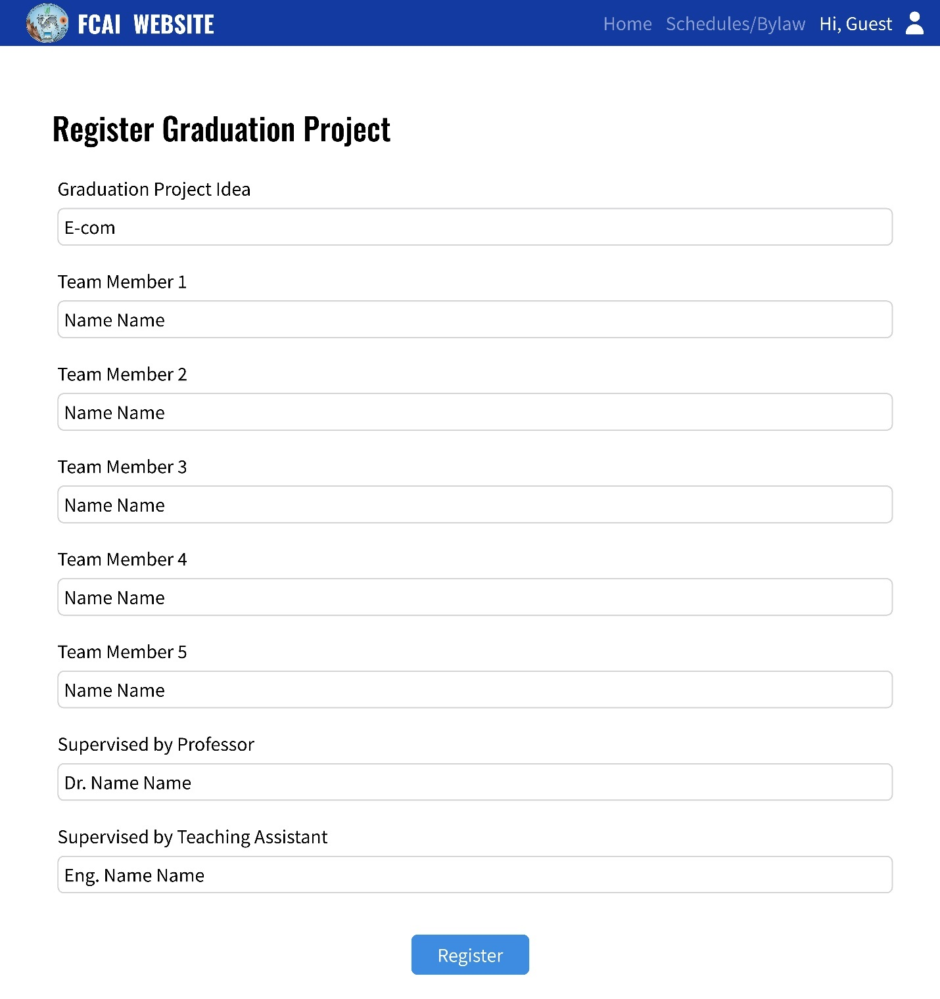 FCAI WEBSITE
Home Schedules/Bylaw Hi, Guest
Register Graduation Project
Graduation Project Idea
E-com
Team Member 1
Name Name
Team Member 2
Name Name
Team Member 3
Name Name
Team Member 4
Name Name
Team Member 5
Name Name
Supervised by Professor
Dr. Name Name
Supervised by Teaching Assistant
Eng. Name Name
Register